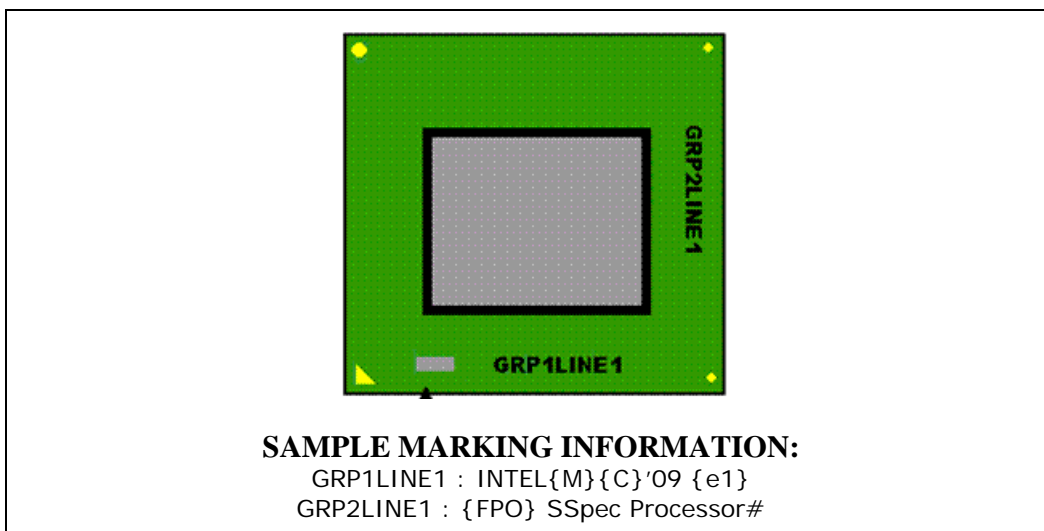 GRP2LINE1
GRP1LINE1
SAMPLE MARKING INFORMATION:
GRP1LINE1 : INTEL{M}{C}'09 {e1}
GRP2LINE1 : {FPO} SSpec Processor#